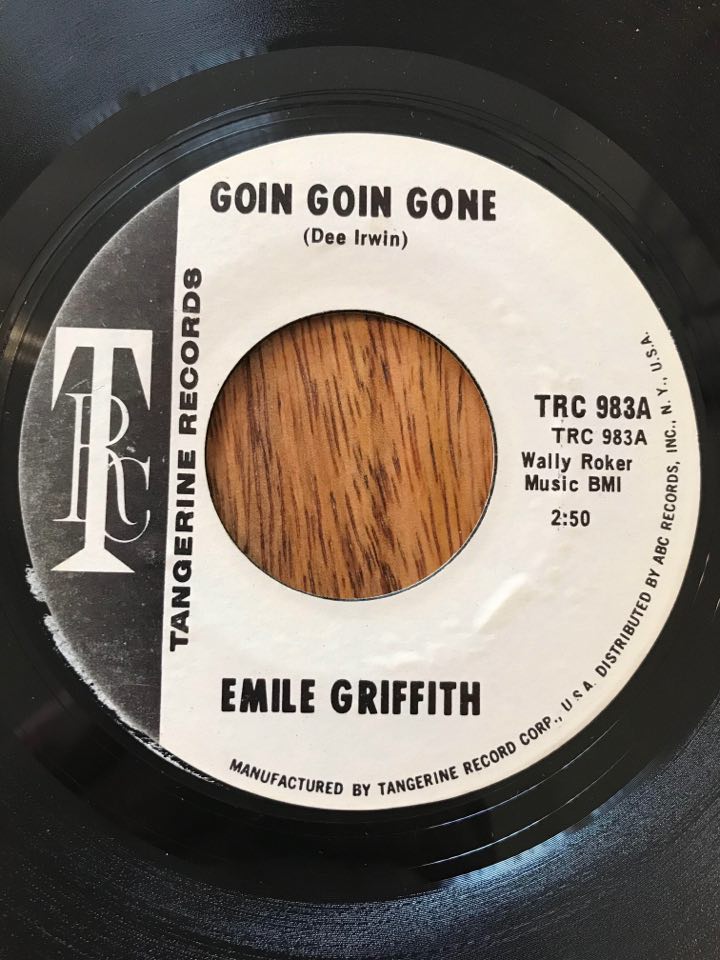 GOIN GOIN GONE
(Dee Irwin)
TRC
TANGERINE RECORDS
TRC 983A
TRC 983A
Wally Roker
Music BMI
2:50
EMILE GRIFFITH
MANUFACTURED BY TANGERINE RECORD CORP., U.S.A. DISTRIBUTED BY ABC RECORDS, INC., N. Y., U.S.A.